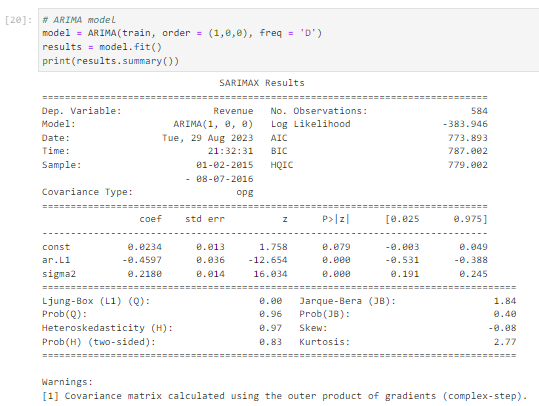 [20]: # ARIMA model
model = ARIMA(train, order = (1,0,0), freq = 'D')
results = model.fit()
print(results.summary())
SARIMAX Results
==============================================================================
Dep. Variable: Revenue No. Observations: 584
Model: ARIMA(1, 0, 0) Log Likelihood -383.946
Date: Tue, 29 Aug 2023 AIC 773.893
Time: 21:32:31 BIC 787.002
Sample: 01-02-2015 HQIC 779.002
- 08-07-2016
Covariance Type: opg
==============================================================================
coef std err z P>|z| [0.025 0.975]
------------------------------------------------------------------------------
const 0.0234 0.013 1.758 0.079 -0.003 0.049
ar.L1 -0.4597 0.036 -12.654 0.000 -0.531 -0.388
sigma2 0.2180 0.014 16.034 0.000 0.191 0.245
===================================================================================
Ljung-Box (L1) (Q): 0.00 Jarque-Bera (JB): 1.84
Prob(Q): 0.96 Prob(JB): 0.40
Heteroskedasticity (H): 0.97 Skew: -0.08
Prob(H) (two-sided): 0.83 Kurtosis: 2.77
===================================================================================
Warnings:
[1] Covariance matrix calculated using the outer product of gradients (complex-step).